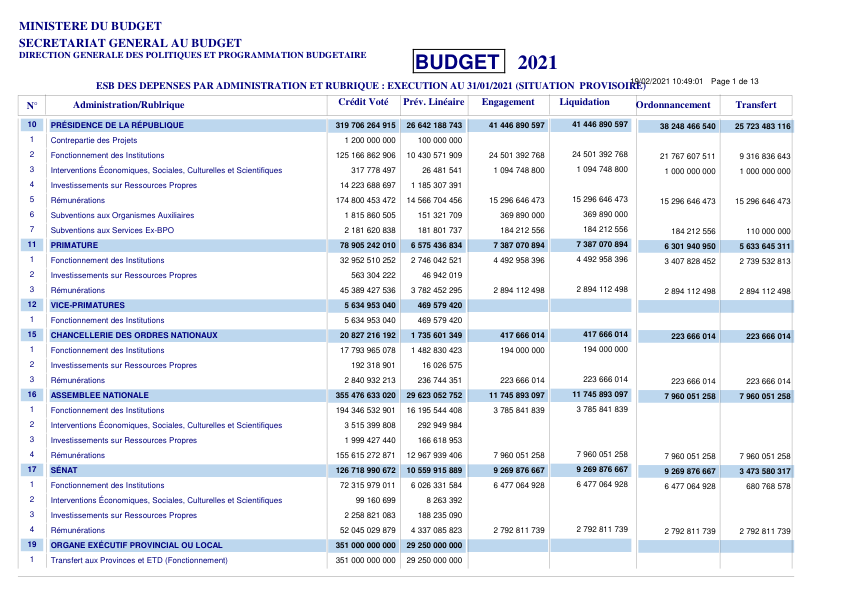 MINISTERE DU BUDGET
SECRETARIAT GENERAL AU BUDGET
DIRECTION GENERALE DES POLITIQUES ET PROGRAMMATION BUDGETAIRE
BUDGET 2021
19/02/2021 10:49:01 Page 1 de 13
ESB DES DEPENSES PAR ADMINISTRATION ET RUBRIQUE : EXECUTION AU 31/01/2021 (SITUATION PROVISOIRE)
N° Administration/Rubrique Crédit Voté Prév. Linéaire Engagement Liquidation Ordonnancement Transfert
10 PRÉSIDENCE DE LA RÉPUBLIQUE 319 706 264 915 26 642 188 743 41 446 890 597 41 446 890 597 38 248 466 540 25 723 483 116
1 Contrepartie des Projets 1 200 000 000 100 000 000
2 Fonctionnement des Institutions 125 166 862 906 10 430 571 909 24 501 392 768 24 501 392 768 21 767 607 511 9 316 836 643
3 Interventions Économiques, Sociales, Culturelles et Scientifiques 317 778 497 26 481 541 1 094 748 800 1 094 748 800 1 000 000 000 1 000 000 000
4 Investissements sur Ressources Propres 14 223 688 697 1 185 307 391
5 Rémunérations 174 800 453 472 14 566 704 456 15 296 646 473 15 296 646 473 15 296 646 473 15 296 646 473
6 Subventions aux Organismes Auxiliaires 1 815 860 505 151 321 709 369 890 000 369 890 000
7 Subventions aux Services Ex-BPO 2 181 620 838 181 801 737 184 212 556 184 212 556 184 212 556 110 000 000
11 PRIMATURE 78 905 242 010 6 575 436 834 7 387 070 894 7 387 070 894 6 301 940 950 5 633 645 311
1 Fonctionnement des Institutions 32 952 510 252 2 746 042 521 4 492 958 396 4 492 958 396 3 407 828 452 2 739 532 813
2 Investissements sur Ressources Propres 563 304 222 46 942 019
3 Rémunérations 45 389 427 536 3 782 452 295 2 894 112 498 2 894 112 498 2 894 112 498 2 894 112 498
12 VICE-PRIMATURES 5 634 953 040 469 579 420
1 Fonctionnement des Institutions 5 634 953 040 469 579 420
15 CHANCELLERIE DES ORDRES NATIONAUX 20 827 216 192 1 735 601 349 417 666 014 417 666 014 223 666 014 223 666 014
1 Fonctionnement des Institutions 17 793 965 078 1 482 830 423 194 000 000 194 000 000
2 Investissements sur Ressources Propres 192 318 901 16 026 575
3 Rémunérations 2 840 932 213 236 744 351 223 666 014 223 666 014 223 666 014 223 666 014
16 ASSEMBLEE NATIONALE 355 476 633 020 29 623 052 752 11 745 893 097 11 745 893 097 7 960 051 258 7 960 051 258
1 Fonctionnement des Institutions 194 346 532 901 16 195 544 408 3 785 841 839 3 785 841 839
2 Interventions Économiques, Sociales, Culturelles et Scientifiques 3 515 399 808 292 949 984
3 Investissements sur Ressources Propres 1 999 427 440 166 618 953
4 Rémunérations 155 615 272 871 12 967 939 406 7 960 051 258 7 960 051 258 7 960 051 258 7 960 051 258
17 SÉNAT 126 718 990 672 10 559 915 889 9 269 876 667 9 269 876 667 9 269 876 667 3 473 580 317
1 Fonctionnement des Institutions 72 315 979 011 6 026 331 584 6 477 064 928 6 477 064 928 6 477 064 928 680 768 578
2 Interventions Économiques, Sociales, Culturelles et Scientifiques 99 160 699 8 263 392
3 Investissements sur Ressources Propres 2 258 821 083 188 235 090
4 Rémunérations 52 045 029 879 4 337 085 823 2 792 811 739 2 792 811 739 2 792 811 739 2 792 811 739
19 ORGANE EXÉCUTIF PROVINCIAL OU LOCAL 351 000 000 000 29 250 000 000
1 Transfert aux Provinces et ETD (Fonctionnement) 351 000 000 000 29 250 000 000